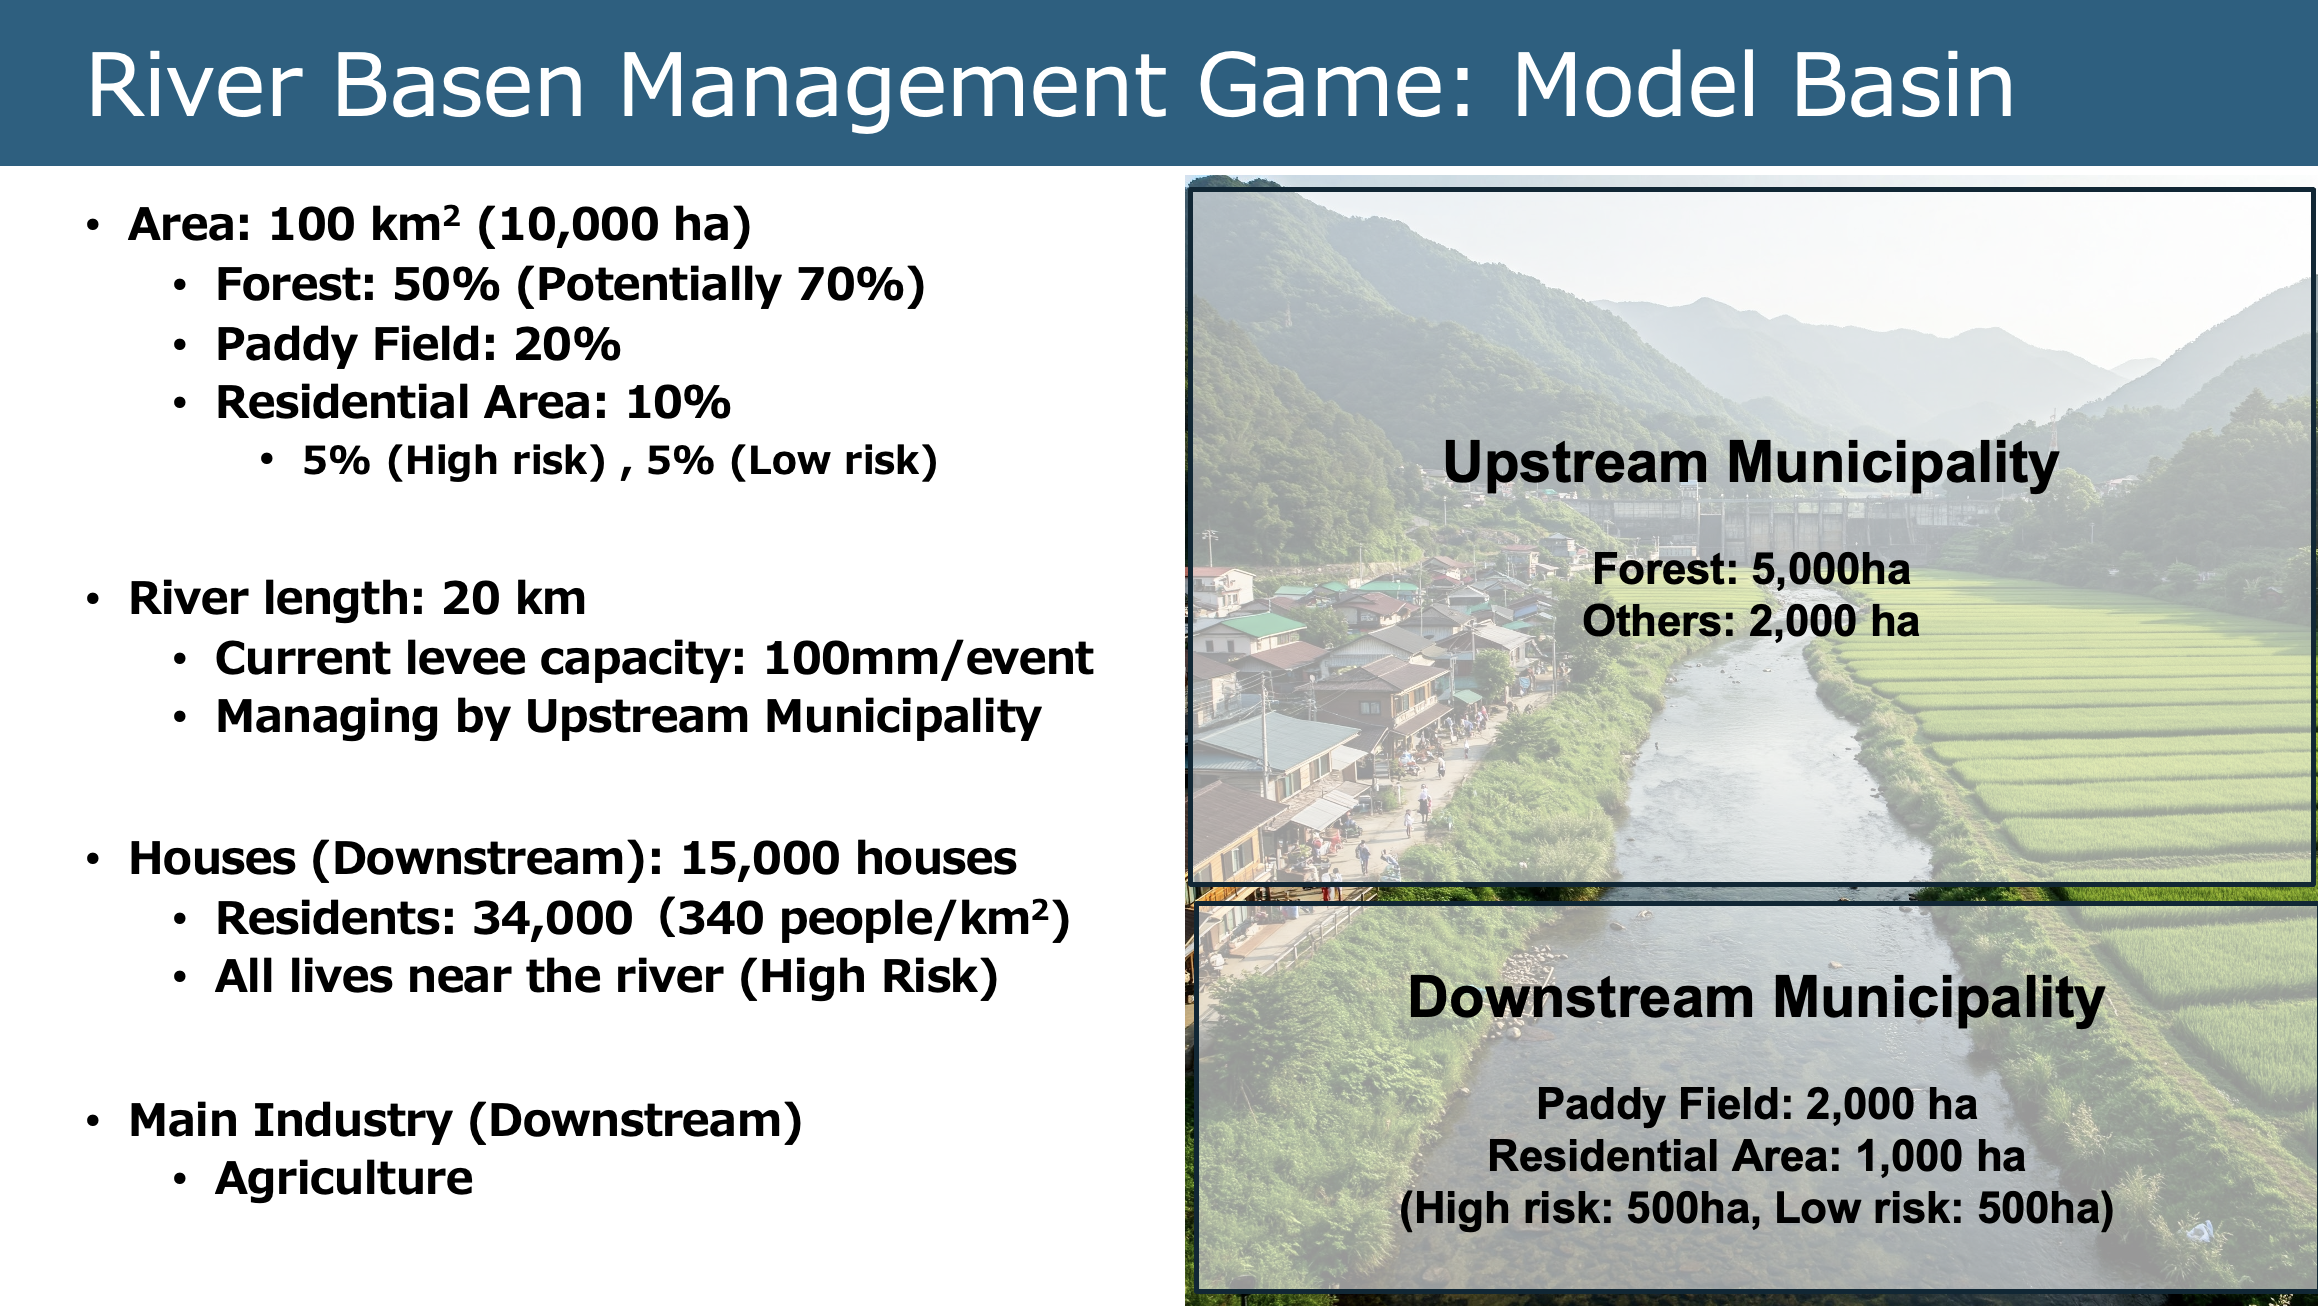 River Basen Management Game: Model Basin
• Area: 100 km² (10,000 ha)
• Forest: 50% (Potentially 70%)
• Paddy Field: 20%
• Residential Area: 10%
• 5% (High risk) , 5% (Low risk)
• River length: 20 km
• Current levee capacity: 100mm/event
• Managing by Upstream Municipality
• Houses (Downstream): 15,000 houses
• Residents: 34,000（340 people/km²)
• All lives near the river (High Risk)
• Main Industry (Downstream)
• Agriculture
Upstream Municipality
Forest: 5,000ha
Others: 2,000 ha
Downstream Municipality
Paddy Field: 2,000 ha
Residential Area: 1,000 ha
(High risk: 500ha, Low risk: 500ha)